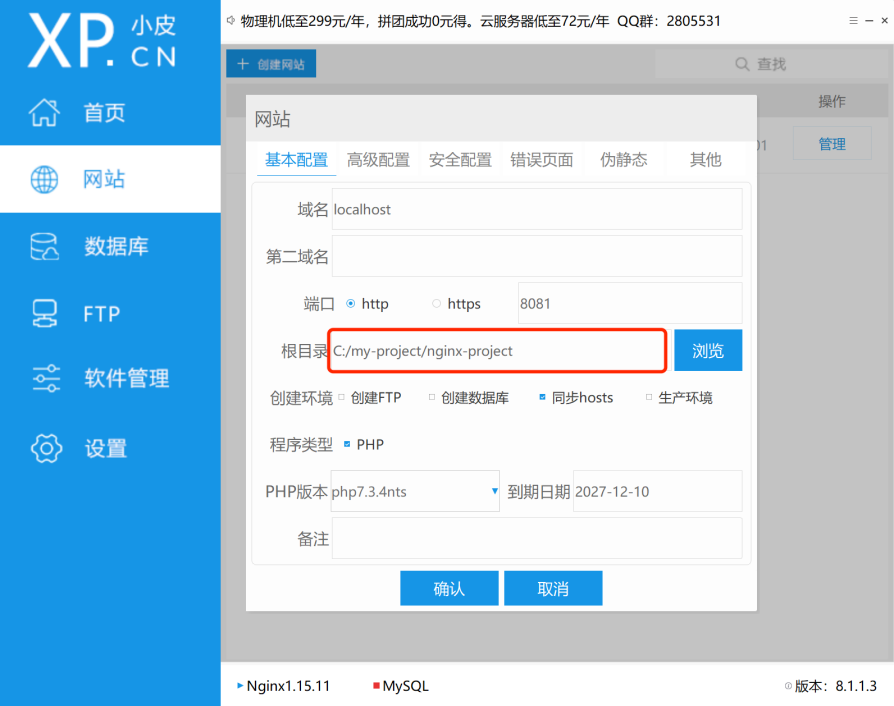 XP.CN 小皮
物理机低至299元/年，拼团成功0元得。云服务器低至72元/年 QQ群：2805531
首页
网站
数据库
FTP
软件管理
设置
+ 创建网站
查找
操作
01
管理
网站
基本配置 高级配置 安全配置 错误页面 伪静态 其他
域名 localhost
第二域名
端口 http https 8081
根目录 C:/my-project/nginx-project 浏览
创建环境 创建FTP 创建数据库 同步hosts 生产环境
程序类型 PHP
PHP版本 php7.3.4nts 到期日期 2027-12-10
备注
确认 取消
Nginx1.15.11 MySQL 版本：8.1.1.3